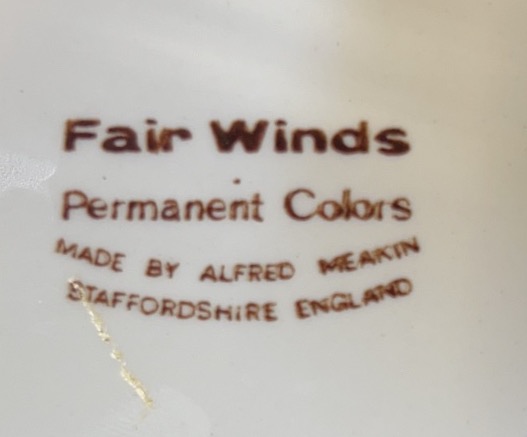 Fair Winds
Permanent Colors
MADE BY ALFRED MEAKIN
STAFFORDSHIRE ENGLAND